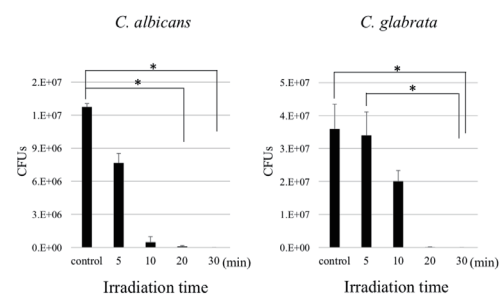 C. albicans
*
*
2.E+07
1.E+07
9.E+06
6.E+06
3.E+06
0.E+00
CFUs
control 5 10 20 30 (min)
Irradiation time
C. glabrata
*
*
5.E+07
4.E+07
3.E+07
2.E+07
1.E+07
0.E+00
CFUs
control 5 10 20 30 (min)
Irradiation time